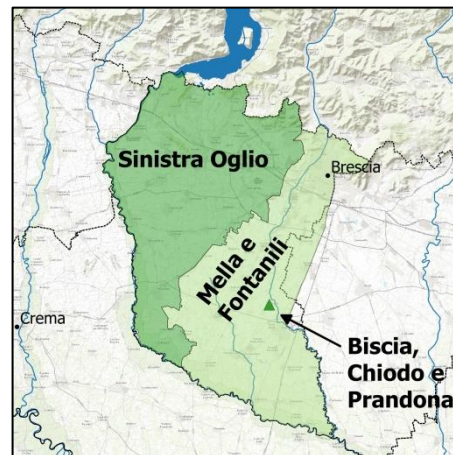 Sinistra Oglio
Brescia
Mella e
Fontanili
Crema
Biscia,
Chiodo e
Prandona